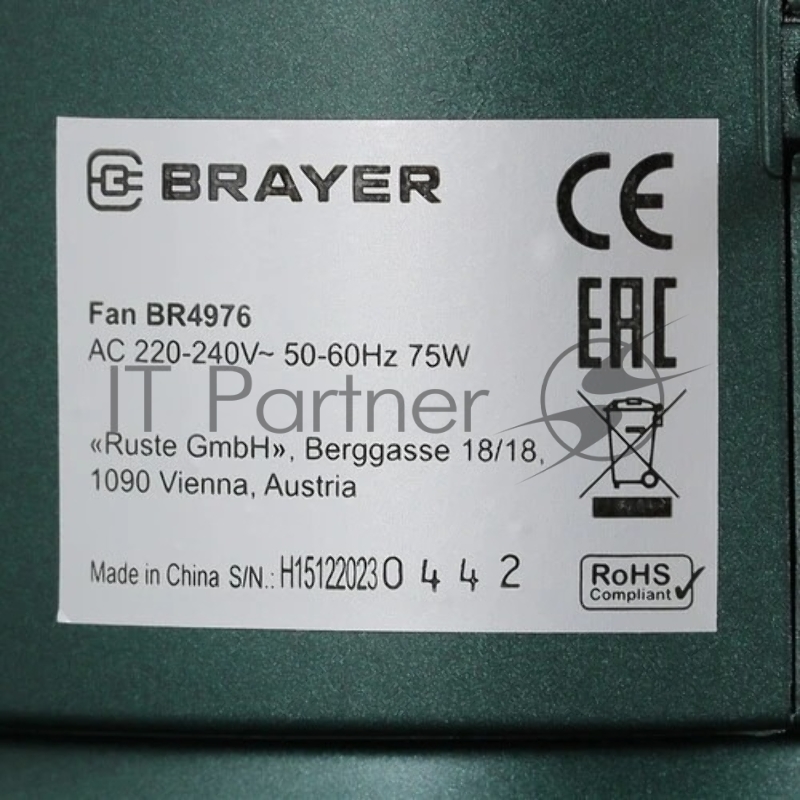 BRAYER
CE
EAC
Fan BR4976
AC 220-240V~ 50-60Hz 75W
IT Partner
«Ruste GmbH», Berggasse 18/18,
1090 Vienna, Austria
Made in China S/N.: H15122023 0 4 4 2
RoHS
Compliant